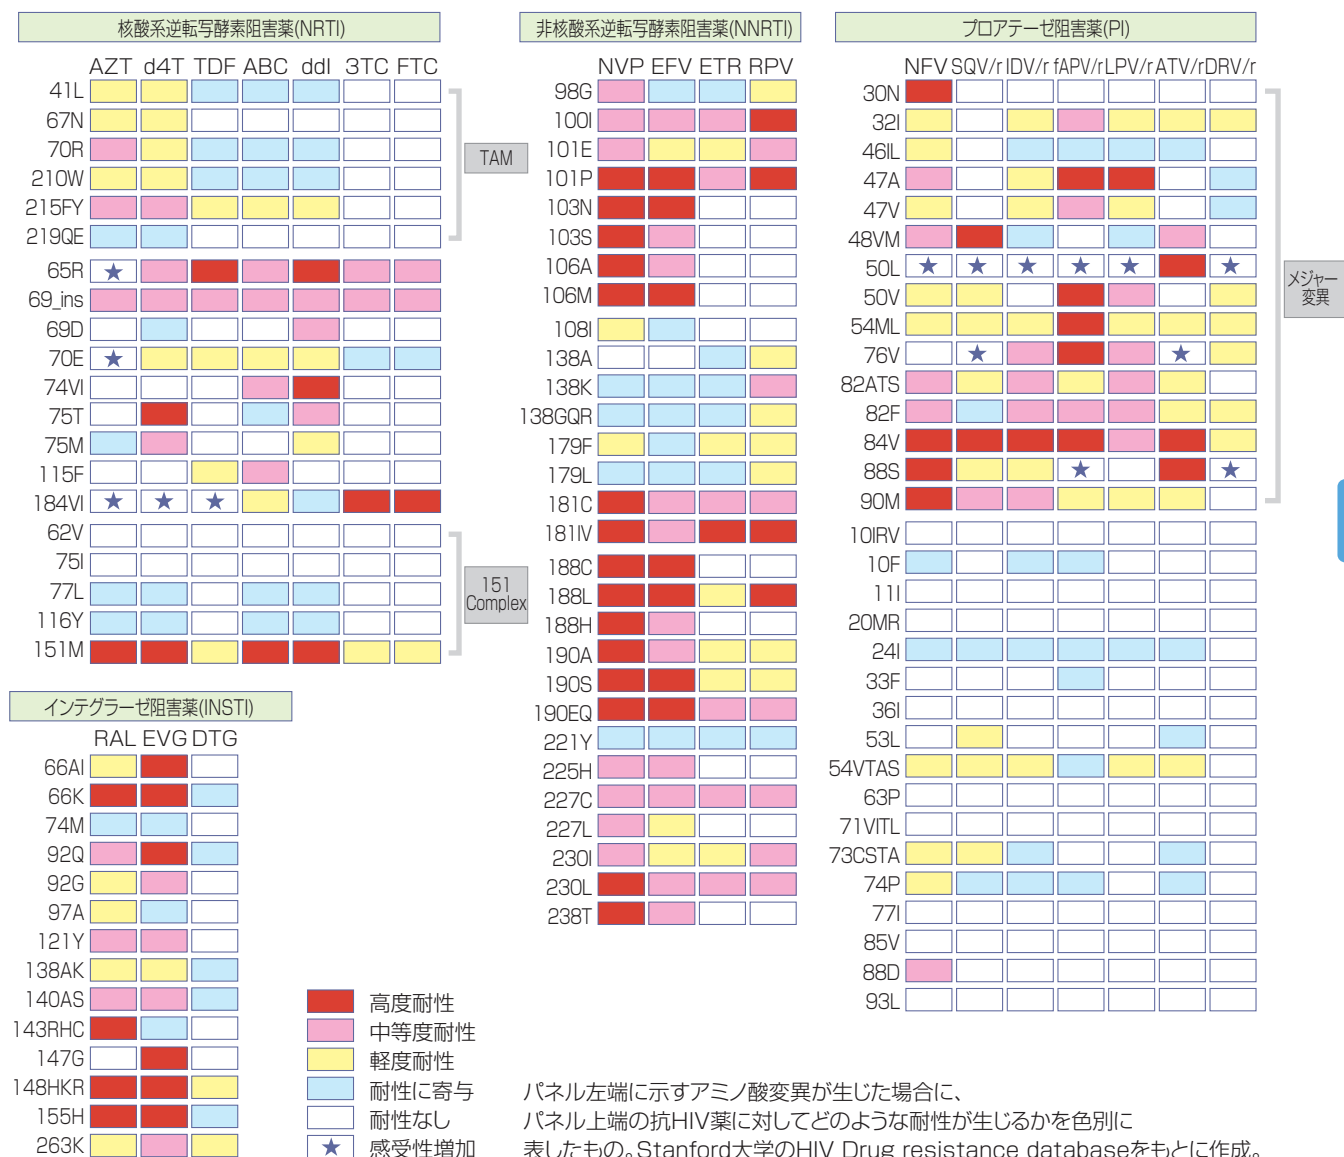 核酸系逆転写酵素阻害薬(NRTI)
AZT d4T TDF ABC ddI 3TC FTC
41L
67N
70R
210W
215FY
219QE
TAM
65R
69_ins
69D
70E
74VI
75T
75M
115F
184VI
62V
75I
77L
116Y
151M
151
Complex
非核酸系逆転写酵素阻害薬(NNRTI)
NVP EFV ETR RPV
98G
100I
101E
101P
103N
103S
106A
106M
108I
138A
138K
138GQR
179F
179L
181C
181IV
188C
188L
188H
190A
190S
190EQ
221Y
225H
227C
227L
230I
230L
238T
プロアテーゼ阻害薬(PI)
NFV SQV/r IDV/r fAPV/r LPV/r ATV/r DRV/r
30N
32I
46IL
47A
47V
48VM
50L
50V
54ML
76V
82ATS
82F
84V
88S
90M
メジャー
変異
10IRV
10F
11I
20MR
24I
33F
36I
53L
54VTAS
63P
71VITL
73CSTA
74P
77I
85V
88D
93L
インテグラーゼ阻害薬(INSTI)
RAL EVG DTG
66AI
66K
74M
92Q
92G
97A
121Y
138AK
140AS
143RHC
147G
148HKR
155H
263K
高度耐性
中等度耐性
軽度耐性
耐性に寄与
耐性なし
★ 感受性増加
パネル左端に示すアミノ酸変異が生じた場合に、
パネル上端の抗HIV薬に対してどのような耐性が生じるかを色別に
表したもの。Stanford大学のHIV Drug resistance databaseをもとに作成。